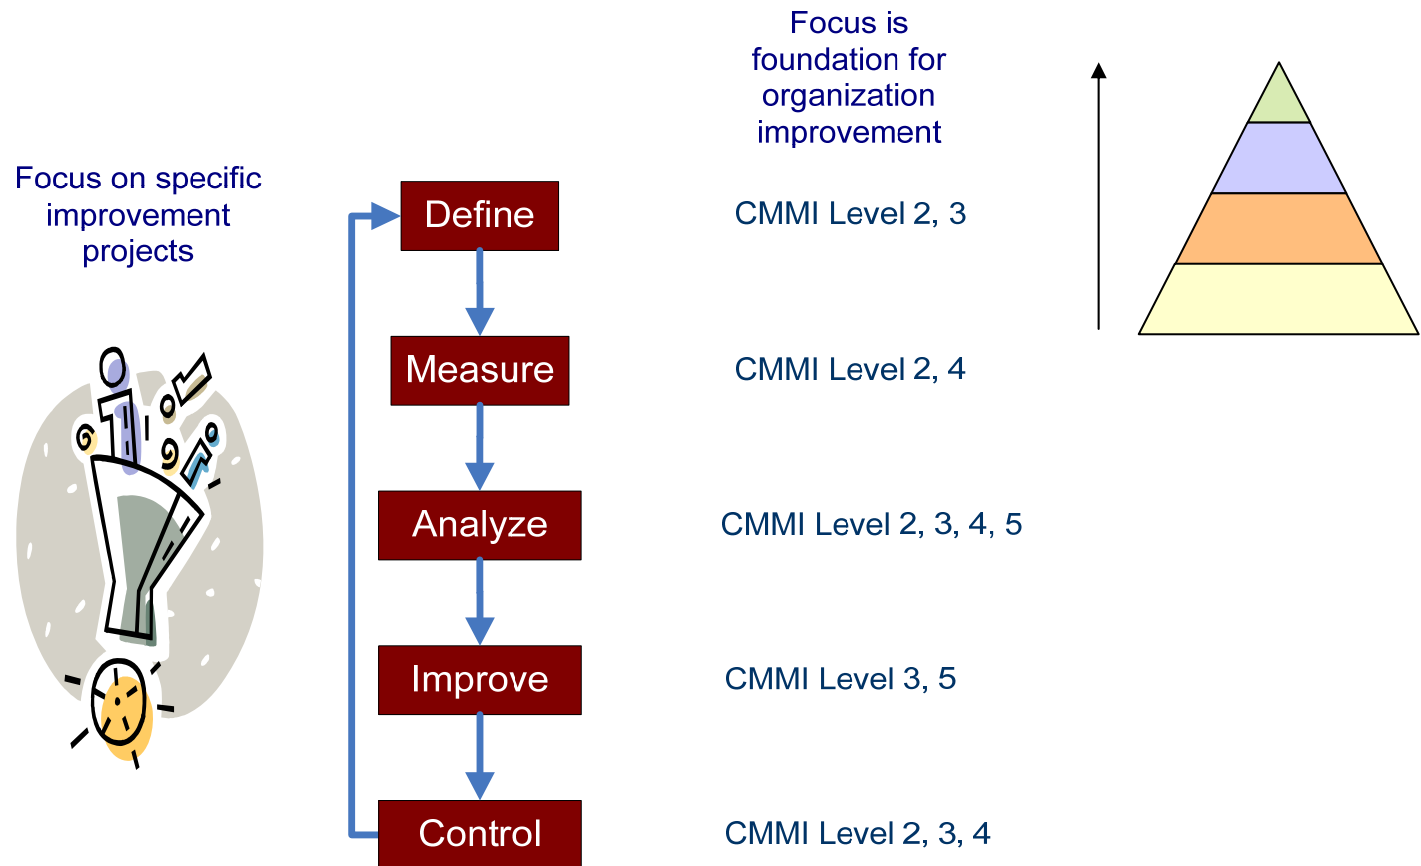 Focus is
foundation for
organization
improvement
Focus on specific
improvement
projects
Define
CMMI Level 2, 3
Measure
CMMI Level 2, 4
Analyze
CMMI Level 2, 3, 4, 5
Improve
CMMI Level 3, 5
Control
CMMI Level 2, 3, 4